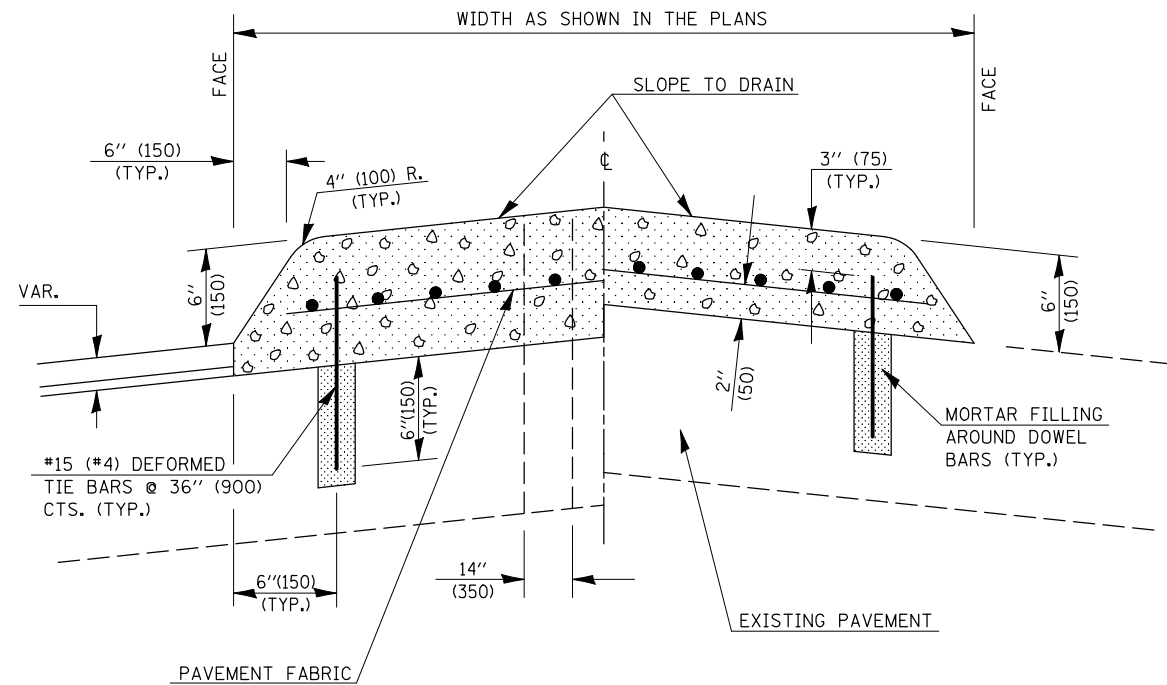 WIDTH AS SHOWN IN THE PLANS
FACE
FACE
SLOPE TO DRAIN
6" (150)
(TYP.)
4" (100) R.
(TYP.)
℄
3" (75)
(TYP.)
VAR.
6"
(150)
6"
(150)
6"(150)
(TYP.)
2"
(50)
MORTAR FILLING
AROUND DOWEL
BARS (TYP.)
#15 (#4) DEFORMED
TIE BARS @ 36" (900)
CTS. (TYP.)
6"(150)
(TYP.)
14"
(350)
EXISTING PAVEMENT
PAVEMENT FABRIC